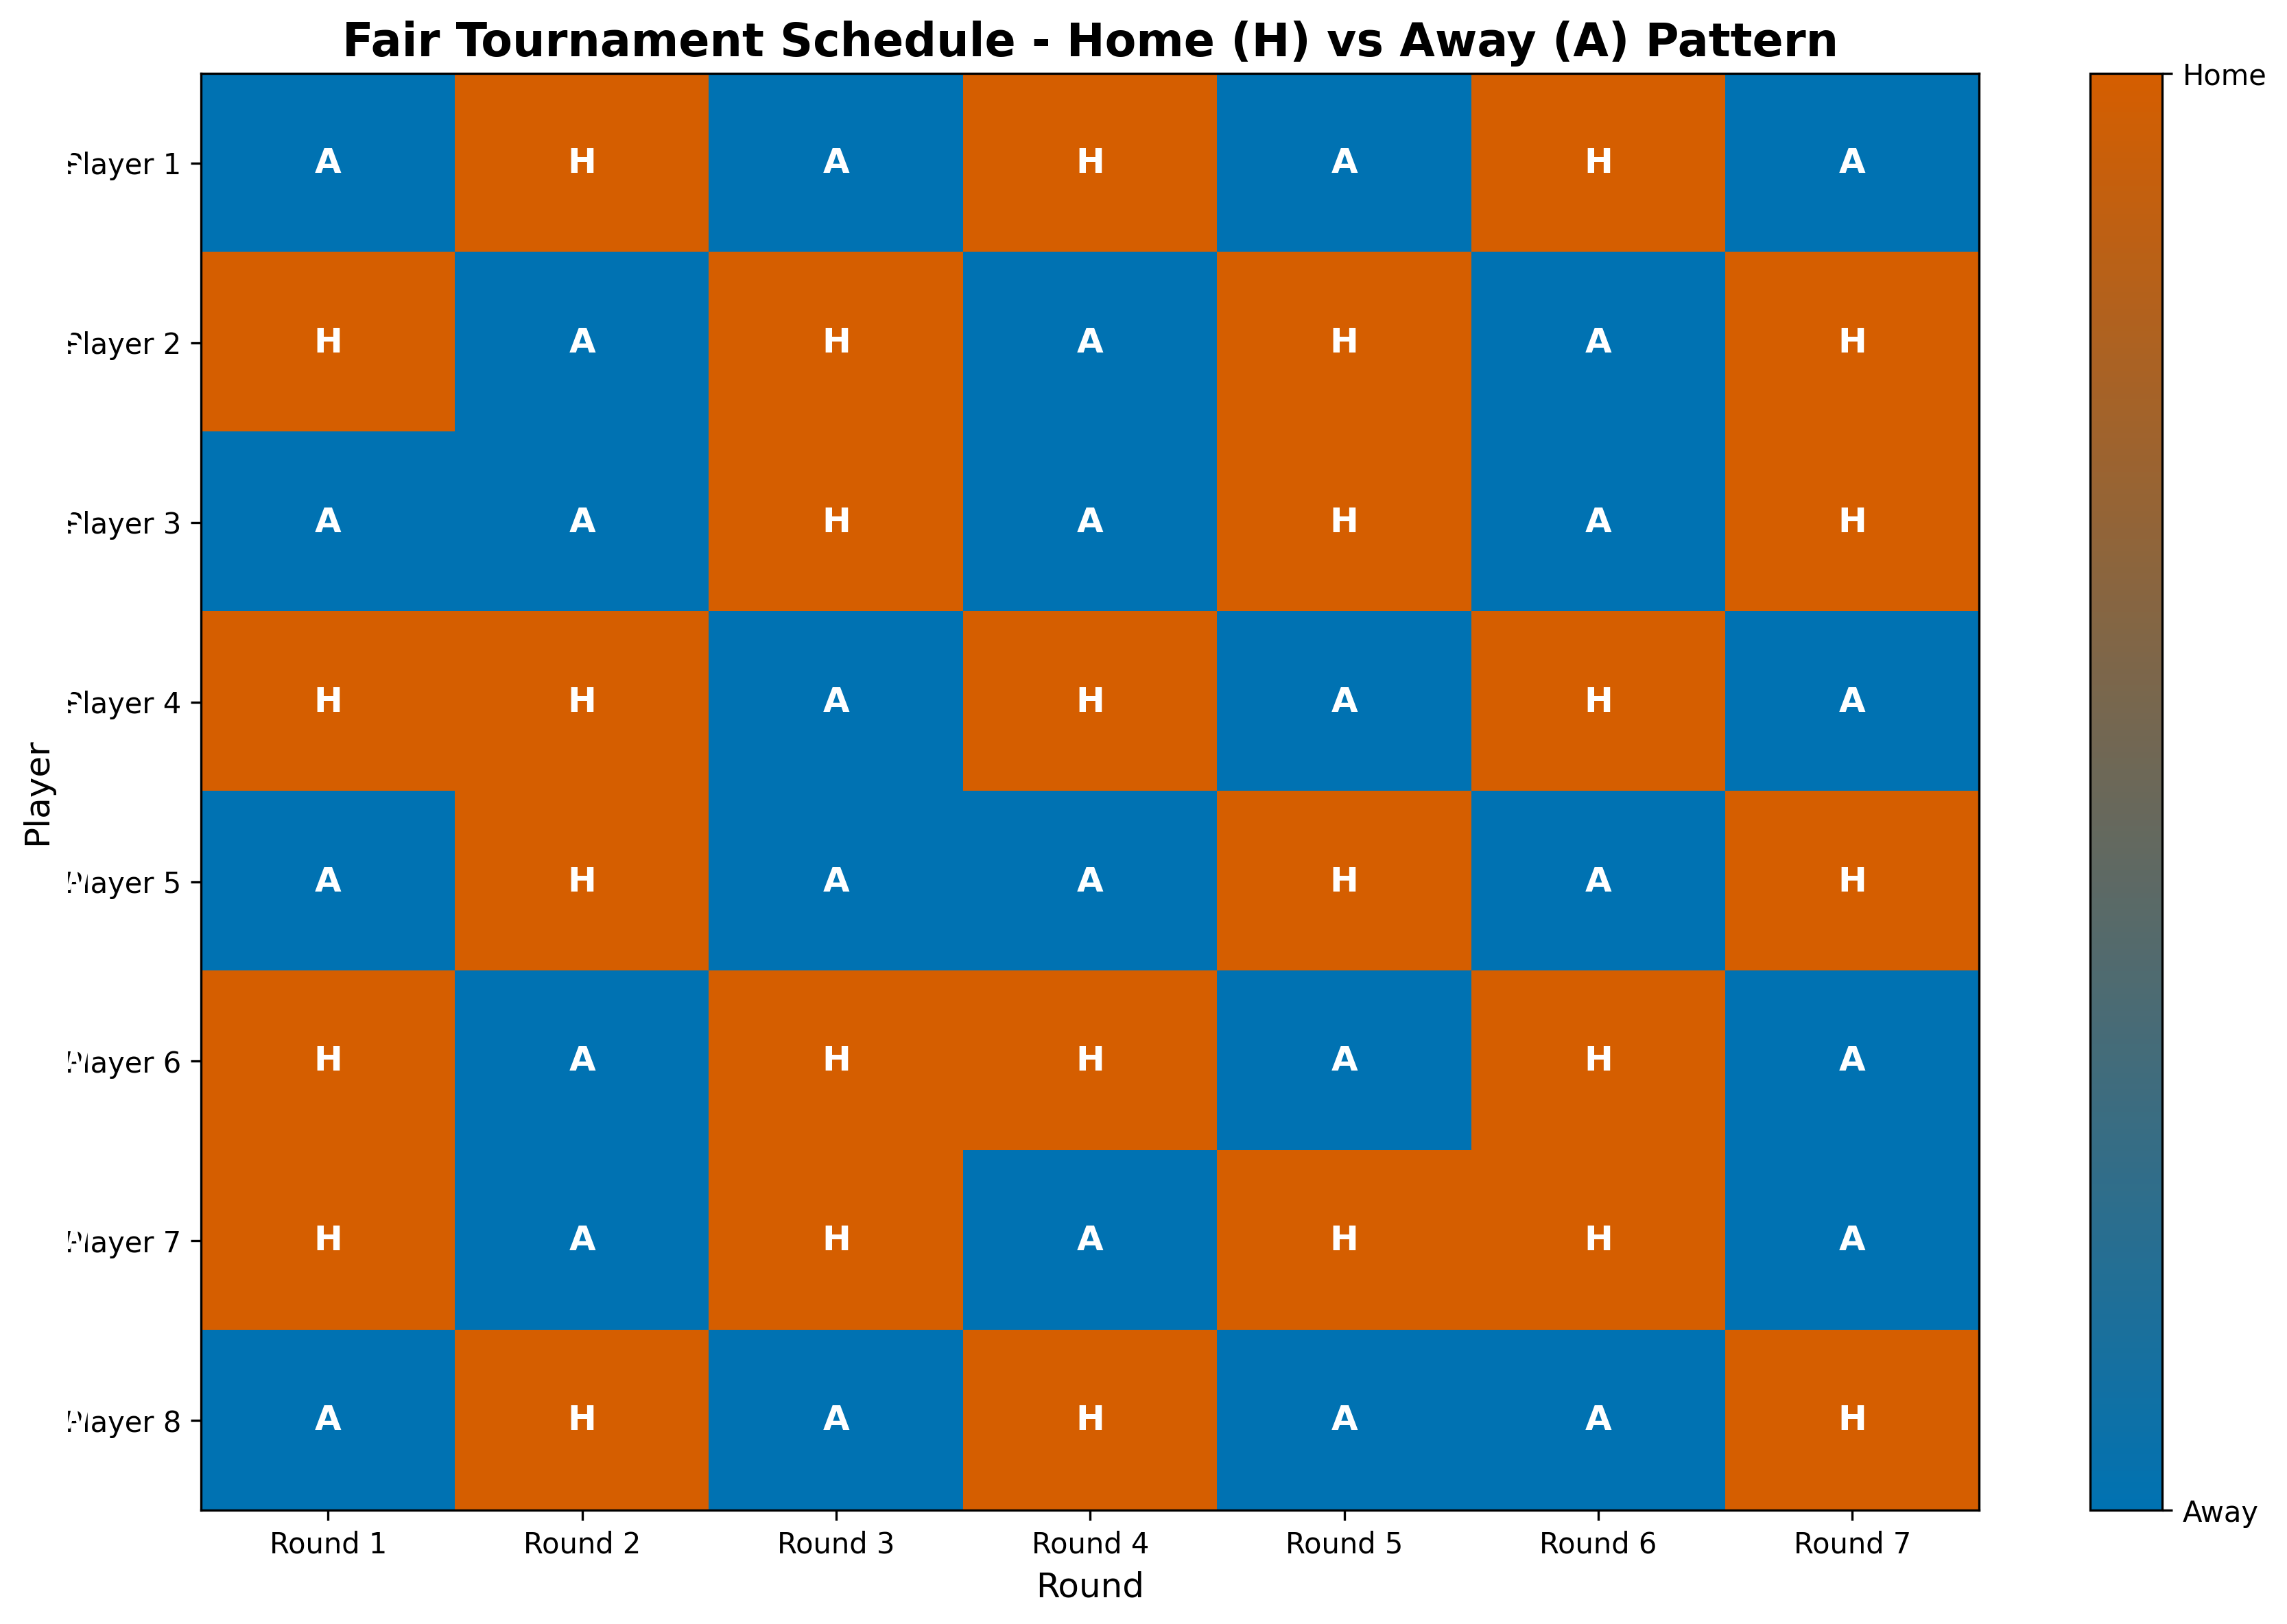 Fair Tournament Schedule - Home (H) vs Away (A) Pattern
Home
Player 1 A H A H A H A
Player 2 H A H A H A H
Player 3 A A H A H A H
Player 4 H H A H A H A
Player
Player 5 A H A A H A H
Player 6 H A H H A H A
Player 7 H A H A H H A
Player 8 A H A H A A H
Away
Round 1 Round 2 Round 3 Round 4 Round 5 Round 6 Round 7
Round